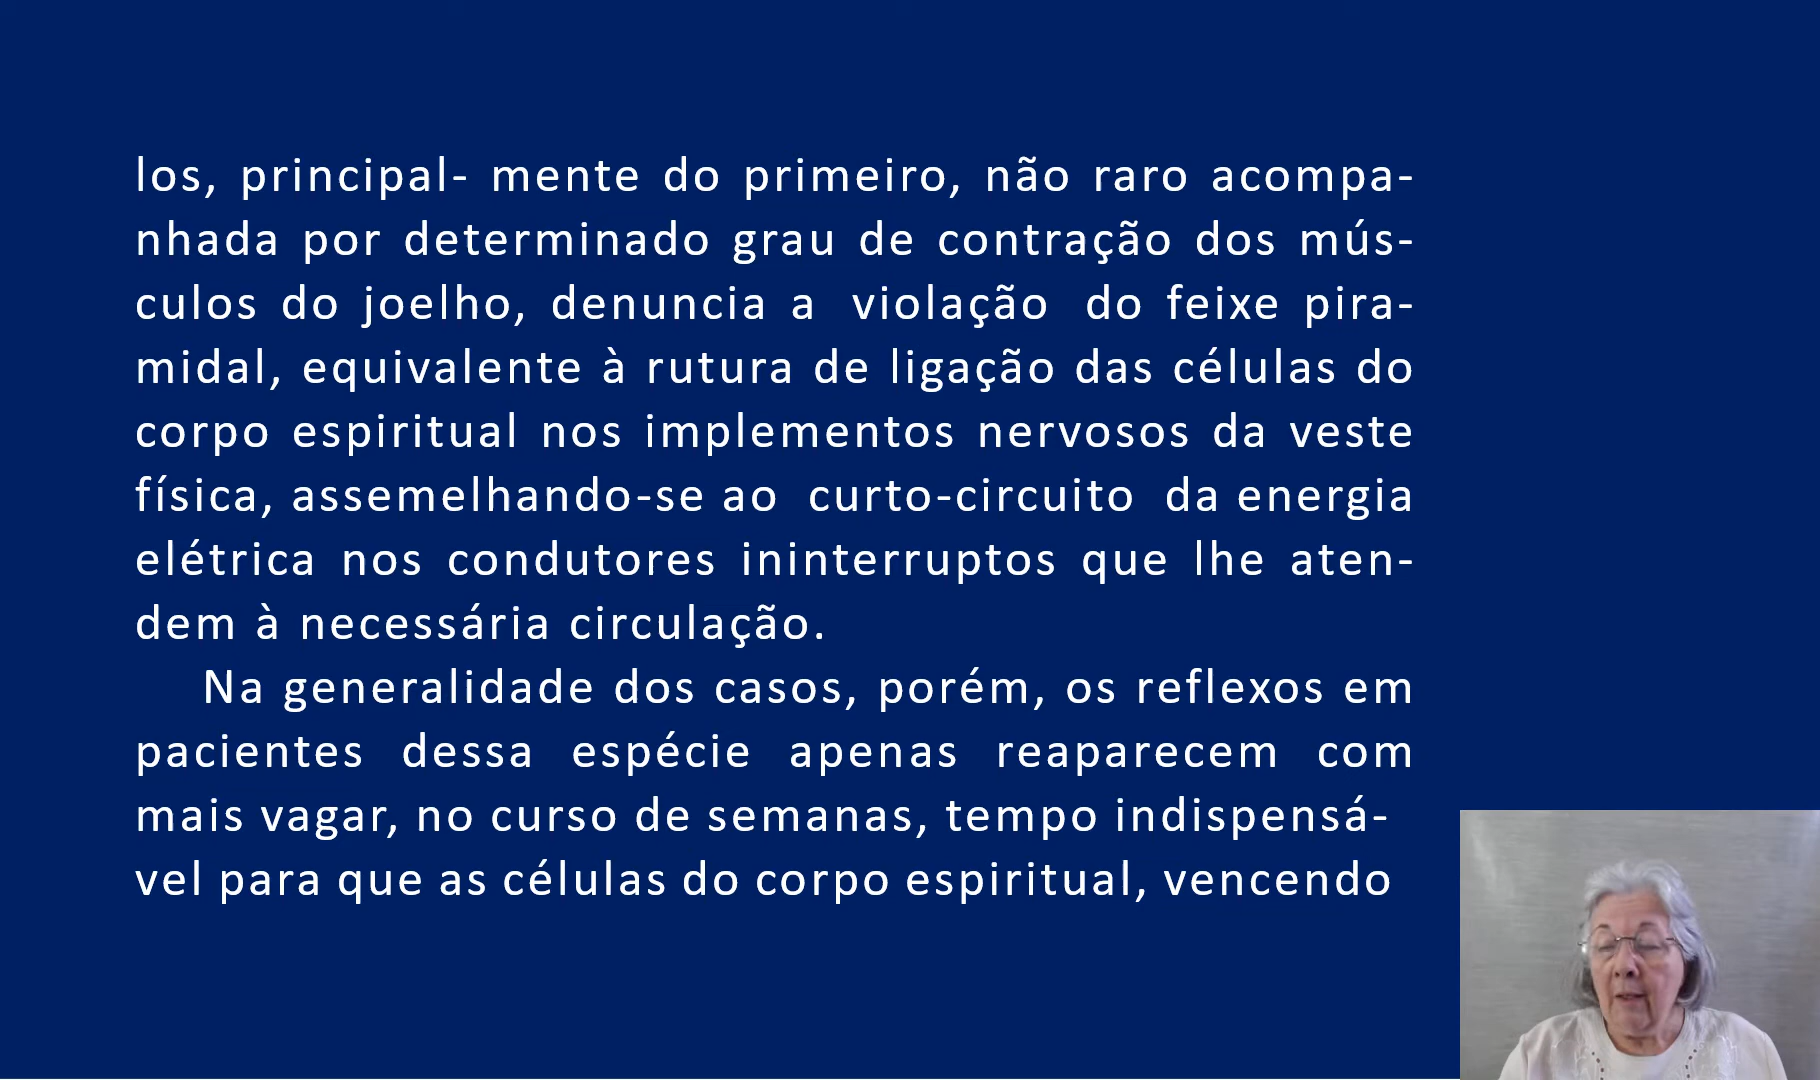 los, principal- mente do primeiro, não raro acompa-
nhada por determinado grau de contração dos mús-
culos do joelho, denuncia a violação do feixe pira-
midal, equivalente à rutura de ligação das células do
corpo espiritual nos implementos nervosos da veste
física, assemelhando-se ao curto-circuito da energia
elétrica nos condutores ininterruptos que lhe aten-
dem à necessária circulação.
Na generalidade dos casos, porém, os reflexos em
pacientes dessa espécie apenas reaparecem com
mais vagar, no curso de semanas, tempo indispensá-
vel para que as células do corpo espiritual, vencendo